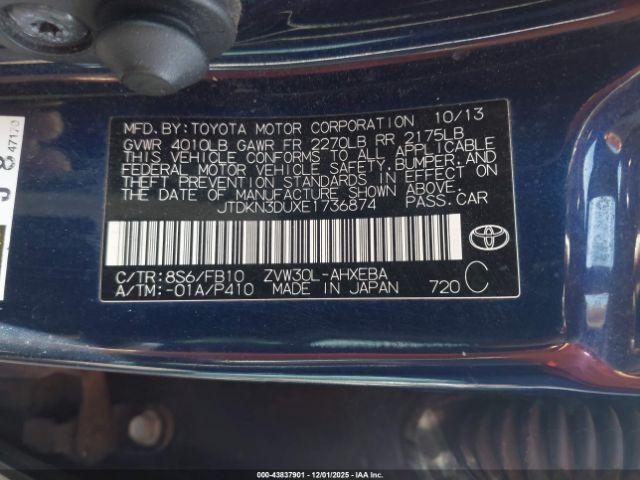 MFD. BY: TOYOTA MOTOR CORPORATION 10/13
GVWR 4010LB GAWR FR 2270LB RR 2175LB
THIS VEHICLE CONFORMS TO ALL APPLICABLE
FEDERAL MOTOR VEHICLE SAFETY, BUMPER, AND
THEFT PREVENTION STANDARDS IN EFFECT ON
THE DATE OF MANUFACTURE SHOWN ABOVE.
JTDKN3DUXE1736874 PASS. CAR
C/TR: 8S6/FB10 ZVW30L-AHXEBA C
A/TM: -01A/P410 MADE IN JAPAN 720
47120
000-43837901 - 12/01/2025 - IAAI, Inc.